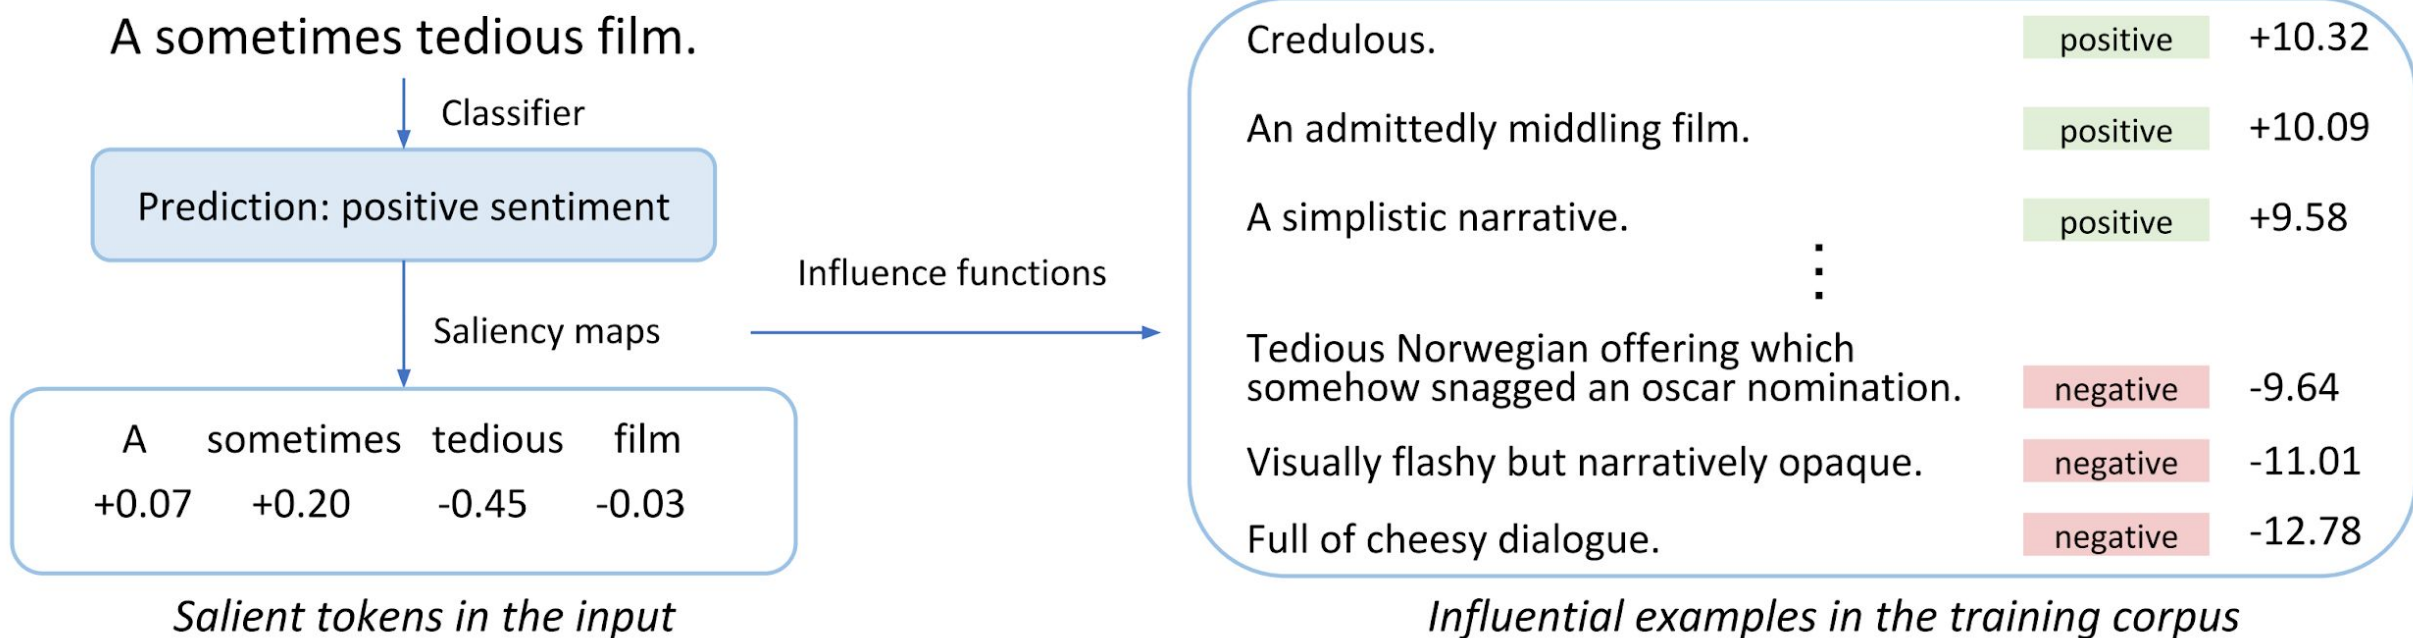 A sometimes tedious film.
Classifier
Prediction: positive sentiment
Saliency maps
A sometimes tedious film
+0.07 +0.20 -0.45 -0.03
Salient tokens in the input
Influence functions
Credulous. positive +10.32
An admittedly middling film. positive +10.09
A simplistic narrative. positive +9.58
⋮
Tedious Norwegian offering which
somehow snagged an oscar nomination. negative -9.64
Visually flashy but narratively opaque. negative -11.01
Full of cheesy dialogue. negative -12.78
Influential examples in the training corpus